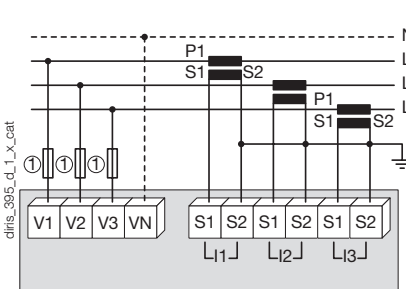 N
P1
L
S1 S2
L
P1
L
S1 S2
① ① ①
diris_395_d_1_x_cat
V1 V2 V3 VN S1 S2 S1 S2 S1 S2
I1 I2 I3